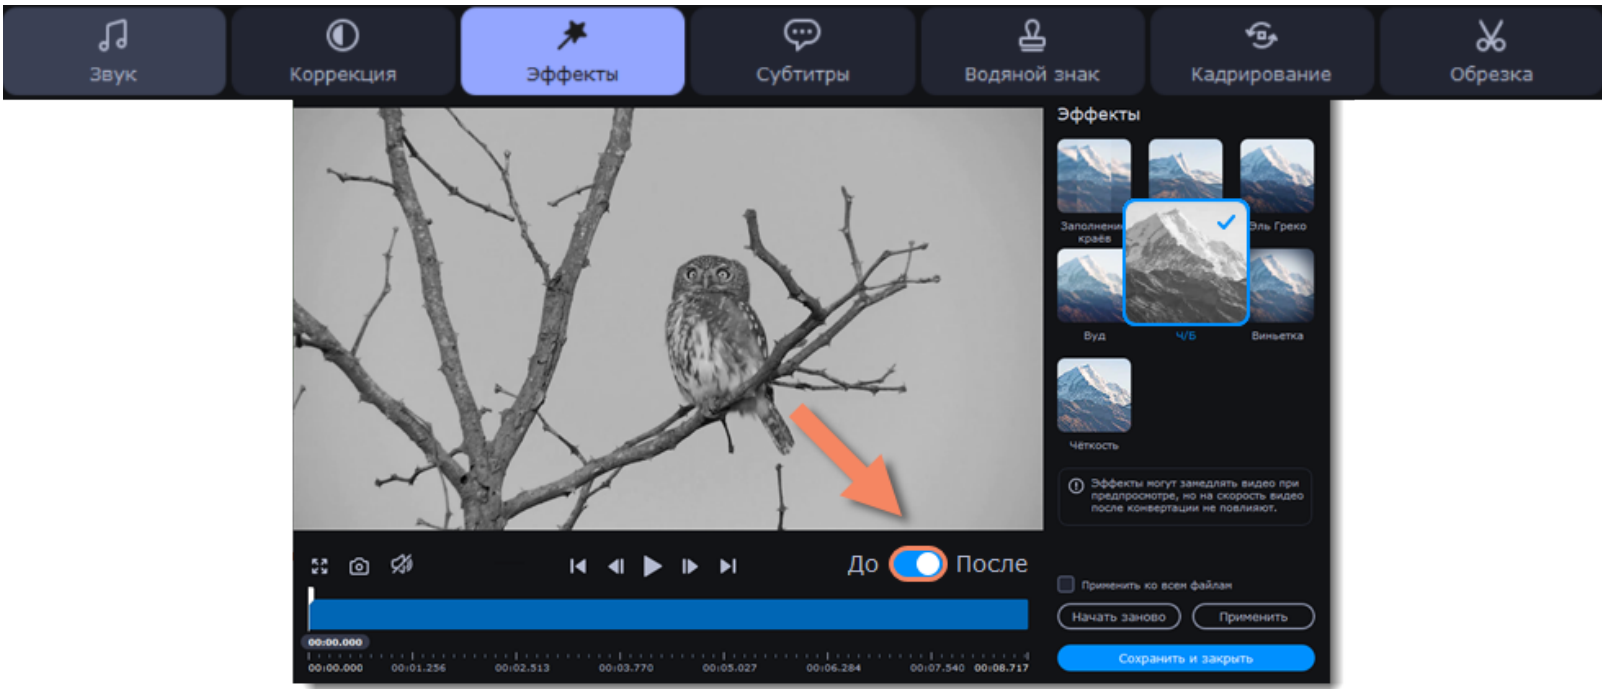 Звук
Коррекция
Эффекты
Субтитры
Водяной знак
Кадрирование
Обрезка
Эффекты
краёв
Эль Греко
Вуд
Ч/Б
Виньетка
Чёткость
Эффекты могут замедлять видео при
предпросмотре, но на скорость видео
после конвертации не повлияют.
До
После
Применить ко всем файлам
Начать заново
Применить
Сохранить и закрыть
00:00.000
00:00.000
00:01.256
00:02.513
00:03.770
00:05.027
00:06.284
00:07.540
00:08.717